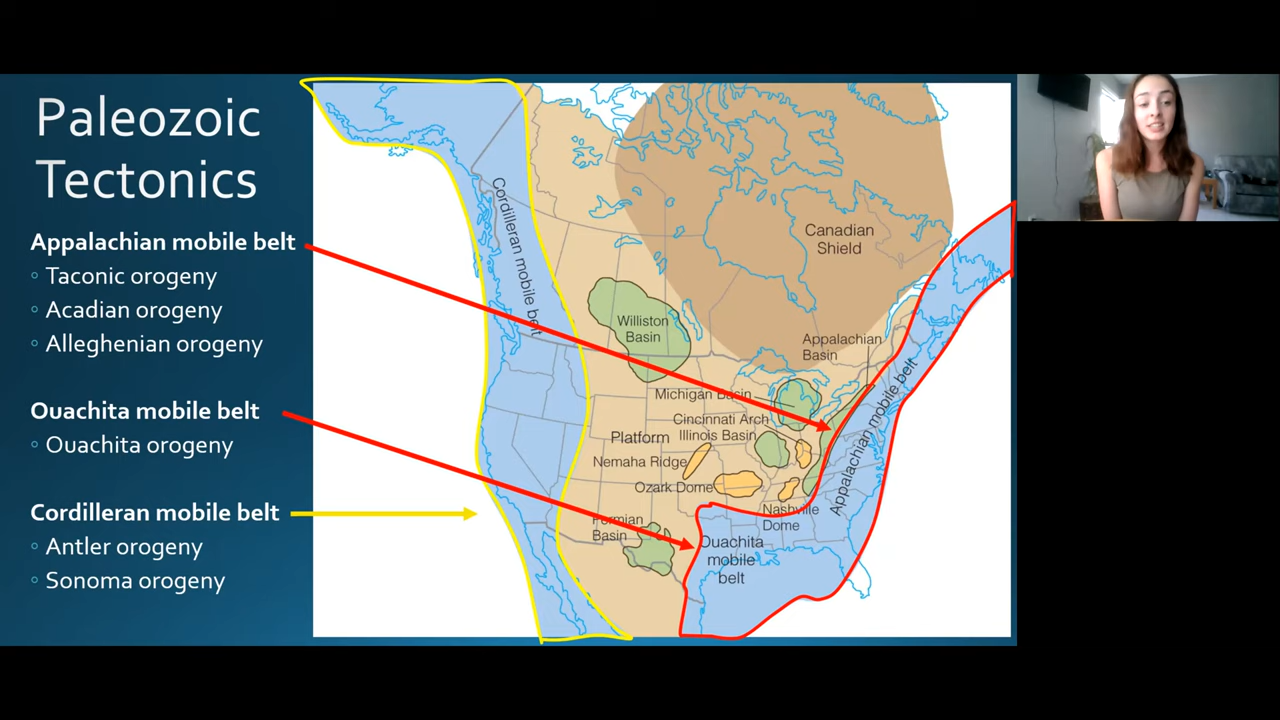 Paleozoic
Tectonics
Appalachian mobile belt
◦ Taconic orogeny
◦ Acadian orogeny
◦ Alleghenian orogeny
Ouachita mobile belt
◦ Ouachita orogeny
Cordilleran mobile belt
◦ Antler orogeny
◦ Sonoma orogeny
Cordilleran mobile belt
Canadian
Shield
Williston
Basin
Appalachian
Basin
Michigan Basin
Cincinnati Arch
Illinois Basin
Platform
Nemaha Ridge
Ozark Dome
Nashville
Dome
Permian
Basin
Ouachita
mobile
belt
Appalachian mobile belt